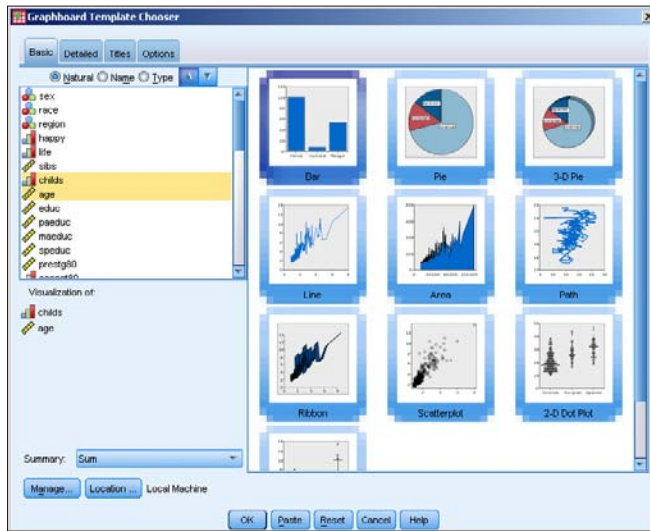 Graphboard Template Chooser
Basic Detailed Titles Options
Natural Name Type
sex
race
region
happy
life
sibs
childs
age
educ
paeduc
maeduc
speduc
prestg80
Visualization of:
childs
age
Summary: Sum
Manage... Location ... Local Machine
Bar Pie 3-D Pie
Line Area Path
Ribbon Scatterplot 2-D Dot Plot
OK Paste Reset Cancel Help